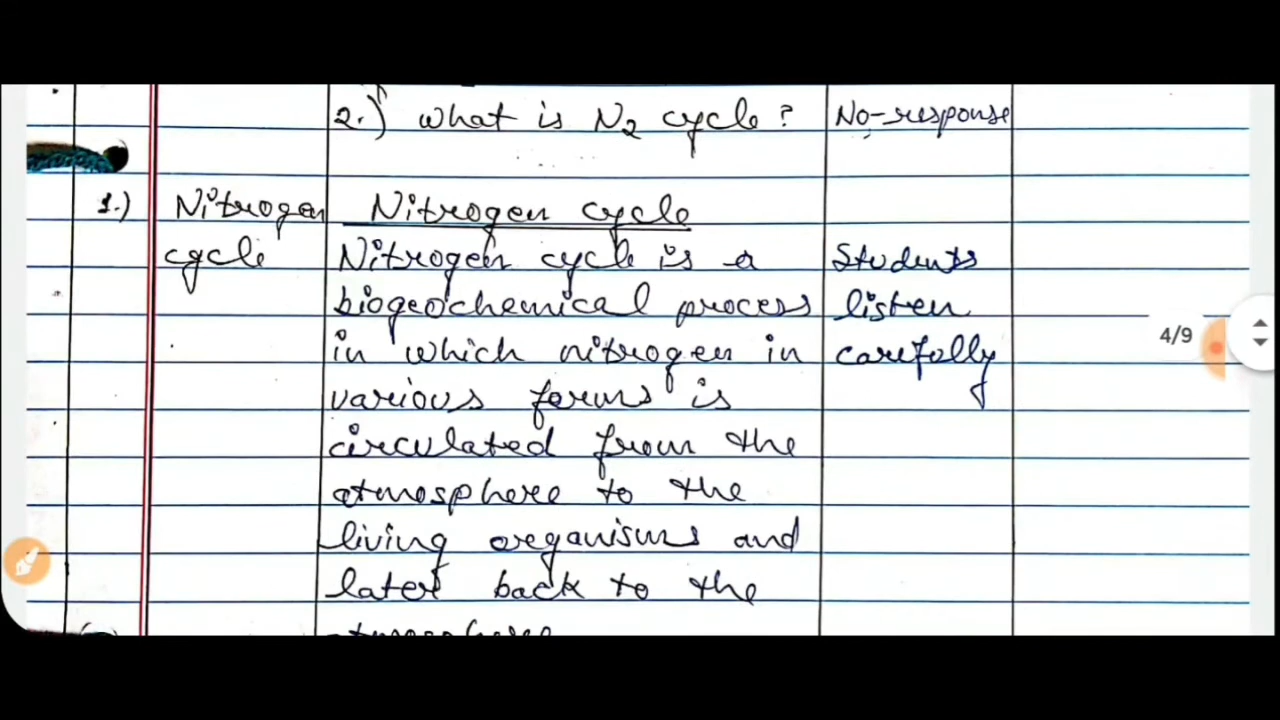 2.) What is N2 cycle? No-response
1.) Nitrogen Nitrogen cycle
cycle Nitrogen cycle is a Students
biogeochemical process listen
in which nitrogen in carefully
various forms is
circulated from the
atmosphere to the
living organisms and
later back to the
atmosphere
4/9